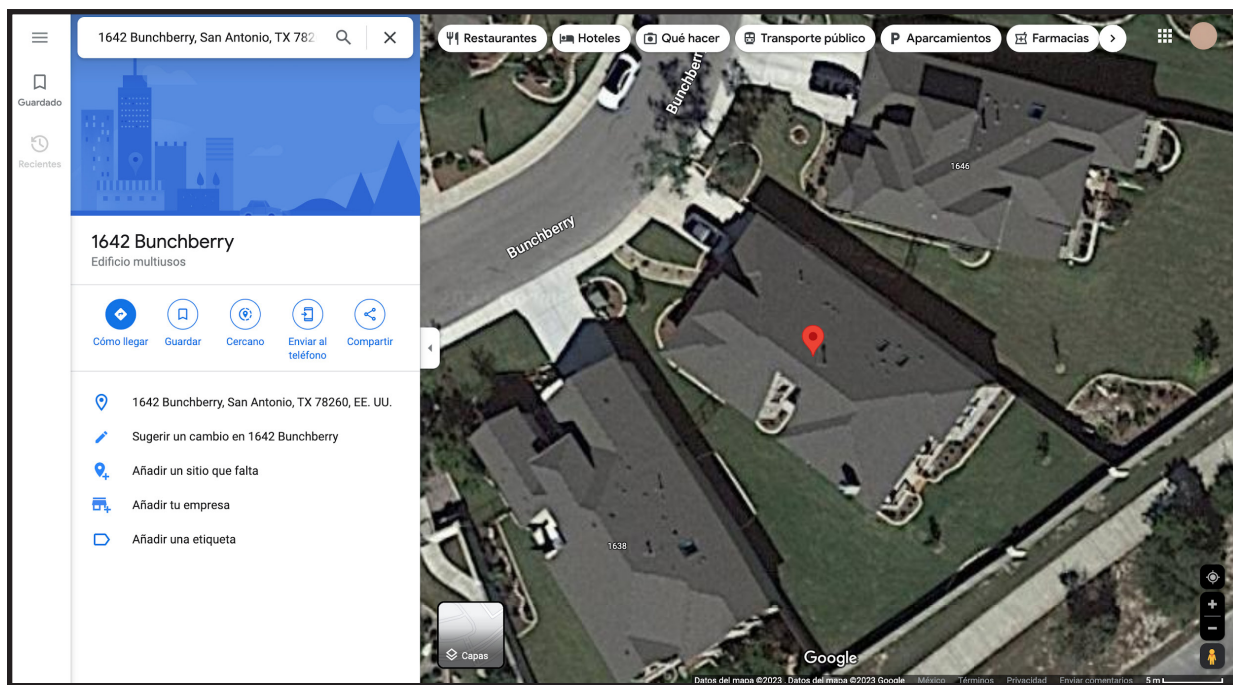 1642 Bunchberry, San Antonio, TX 782
Guardado
Recientes
1642 Bunchberry
Edificio multiusos
Cómo llegar
Guardar
Cercano
Enviar al
teléfono
Compartir
1642 Bunchberry, San Antonio, TX 78260, EE. UU.
Sugerir un cambio en 1642 Bunchberry
Añadir un sitio que falta
Añadir tu empresa
Añadir una etiqueta
Restaurantes
Hoteles
Qué hacer
Transporte público
P Aparcamientos
Farmacias
Bunchberry
Bunchberry
1646
1638
Capas
Google
Datos del mapa ©2023 , Datos del mapa ©2023 Google México Términos Privacidad Enviar comentarios 5 m